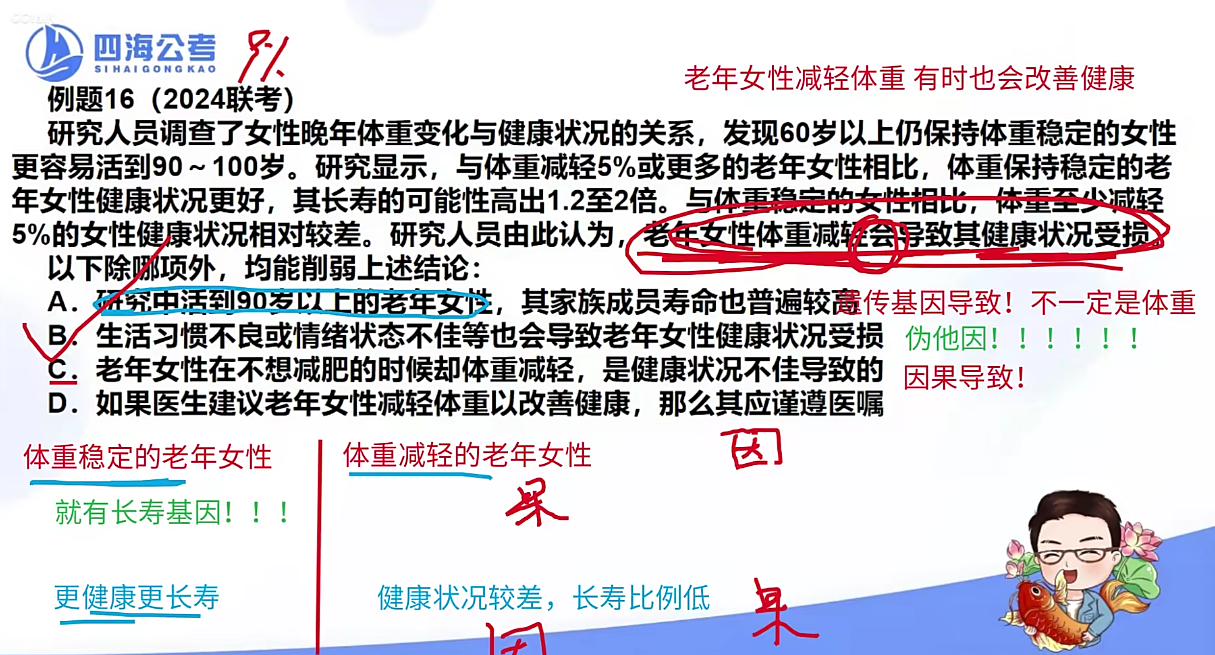 四海公考
SIHAIGONGKAO
别
老年女性减轻体重 有时也会改善健康
例题16（2024联考）
研究人员调查了女性晚年体重变化与健康状况的关系，发现60岁以上仍保持体重稳定的女性
更容易活到90～100岁。研究显示，与体重减轻5%或更多的老年女性相比，体重保持稳定的老
年女性健康状况更好，其长寿的可能性高出1.2至2倍。与体重稳定的女性相比，体重至少减轻
5%的女性健康状况相对较差。研究人员由此认为，老年女性体重减轻会导致其健康状况受损。
以下除哪项外，均能削弱上述结论：
A．研究中活到90岁以上的老年女性，其家族成员寿命也普遍较高
遗传基因导致！不一定是体重
B．生活习惯不良或情绪状态不佳等也会导致老年女性健康状况受损
伪他因！！！！！！
C．老年女性在不想减肥的时候却体重减轻，是健康状况不佳导致的
因果导致！
D．如果医生建议老年女性减轻体重以改善健康，那么其应谨遵医嘱
体重稳定的老年女性
体重减轻的老年女性
因
果
就有长寿基因！！！
更健康更长寿
健康状况较差，长寿比例低
果
因